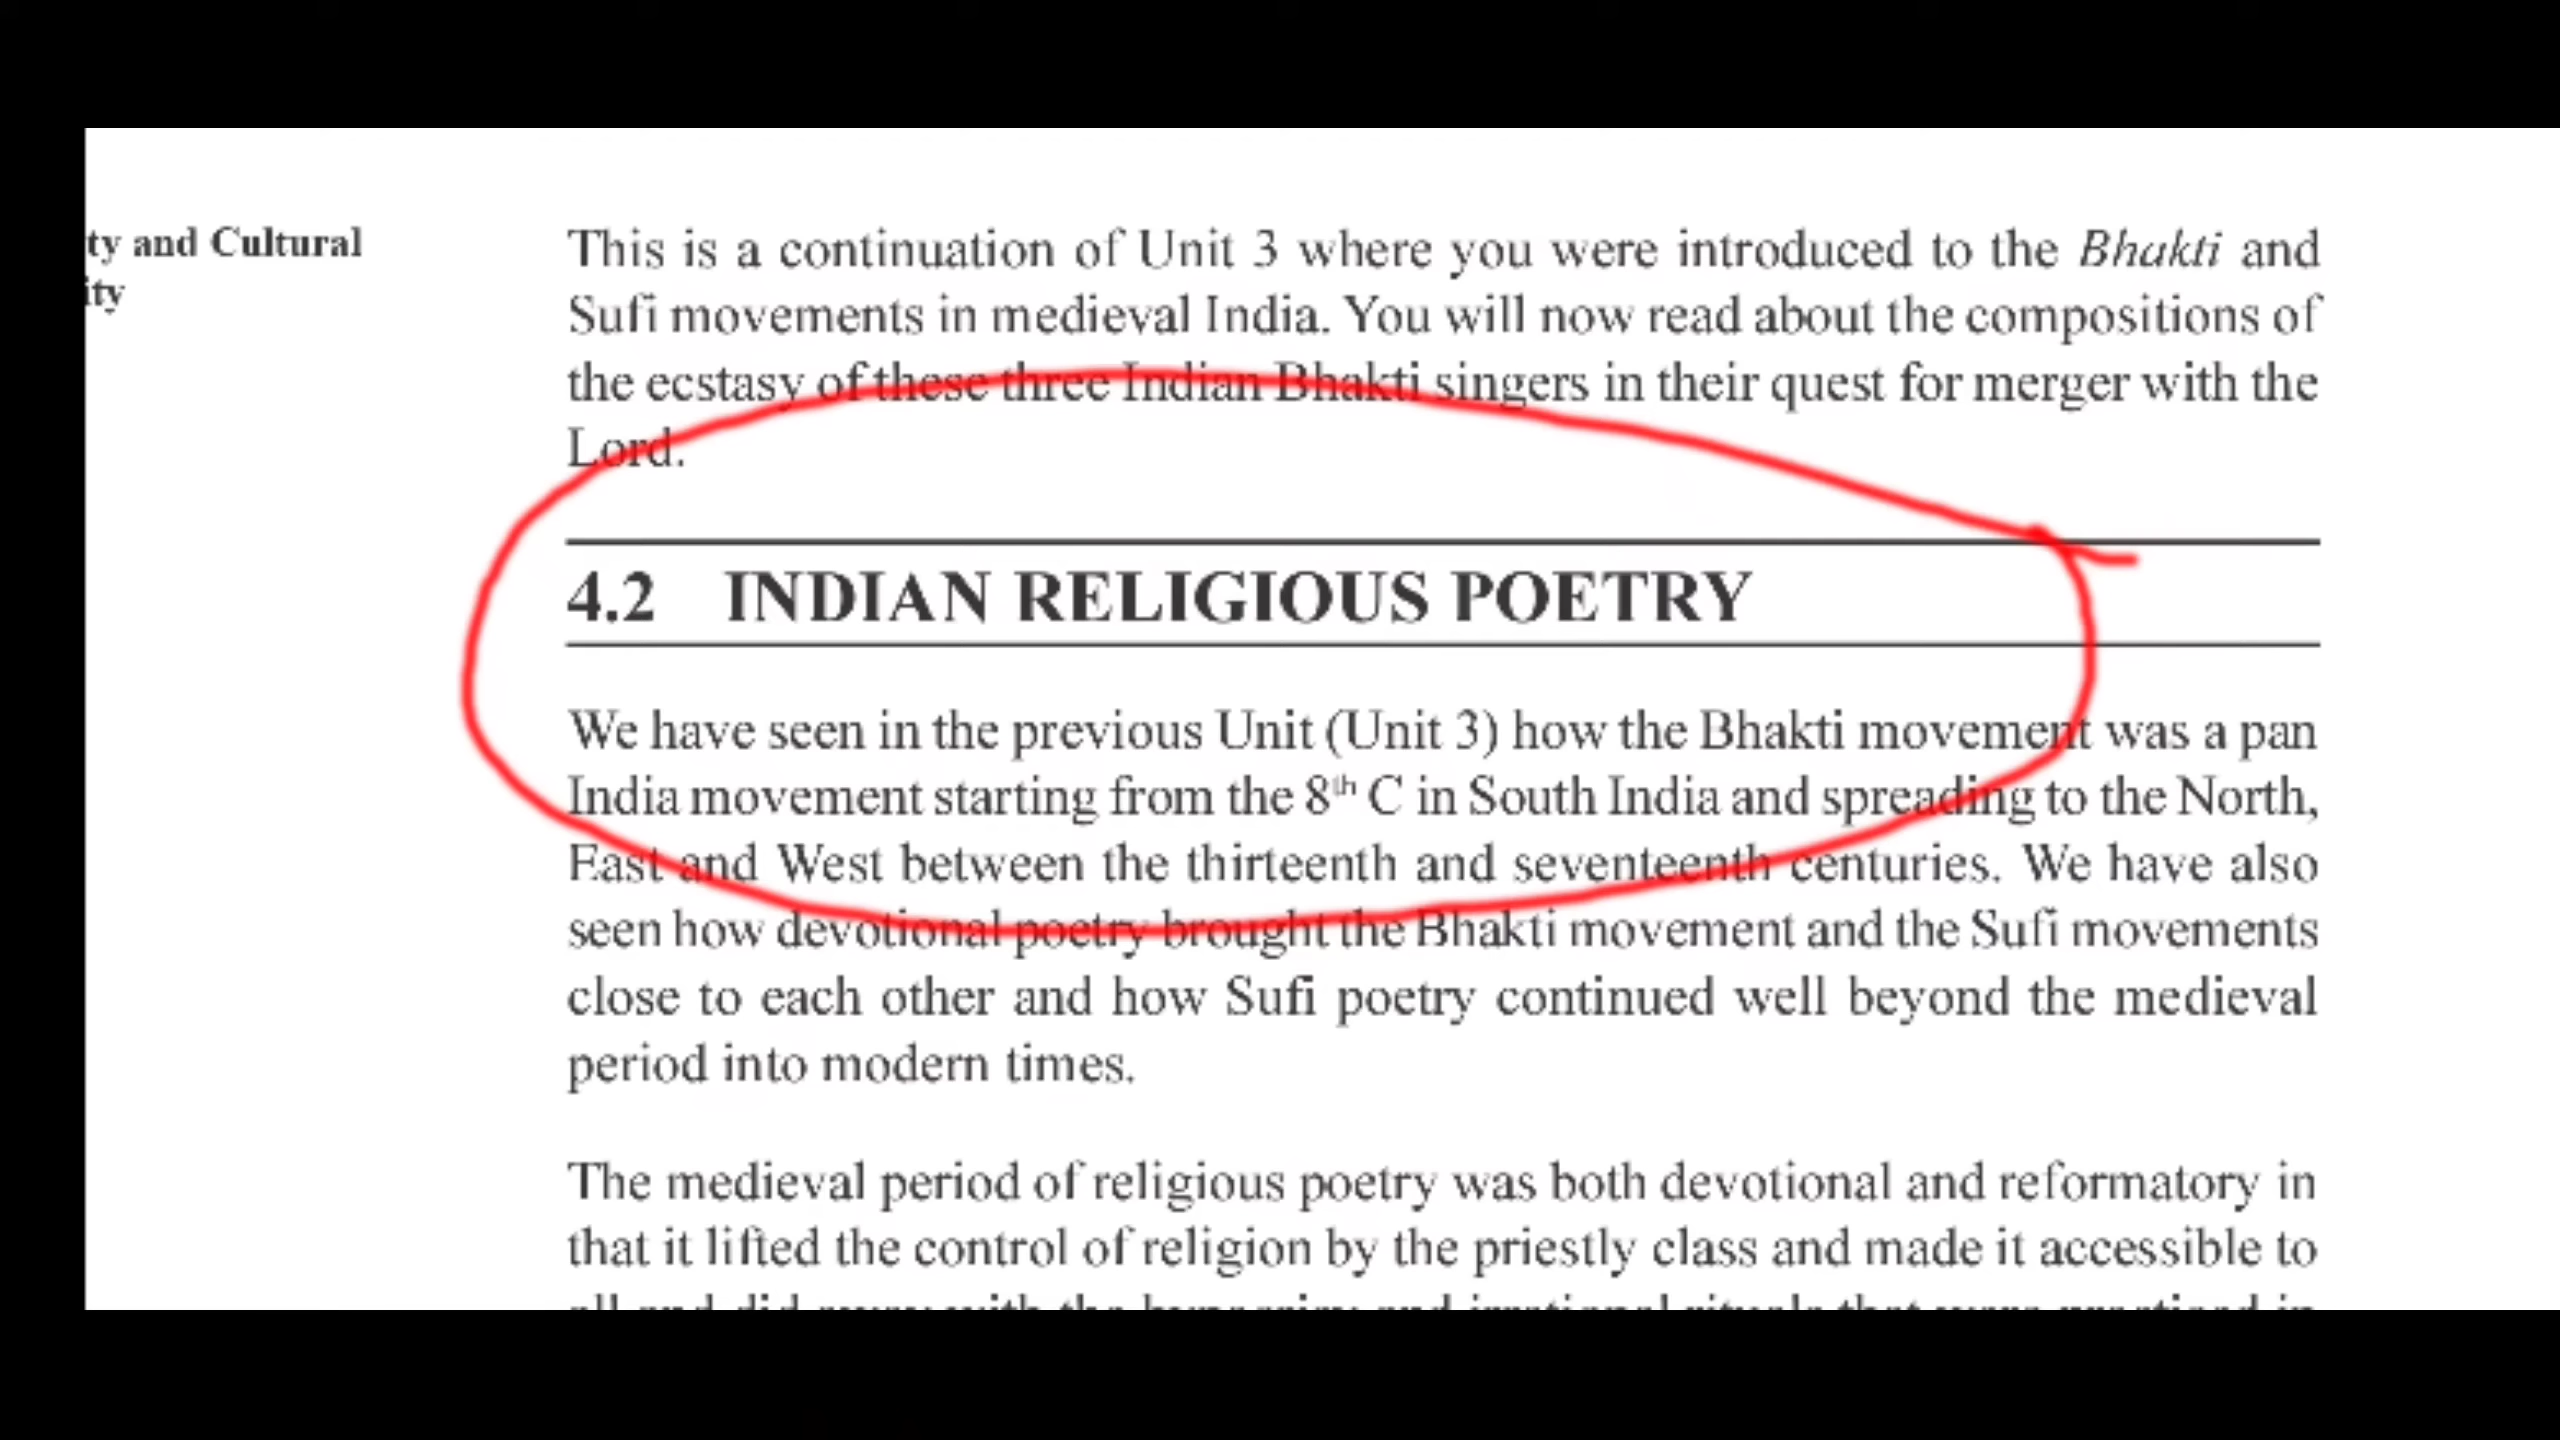 ty and Cultural
ity
This is a continuation of Unit 3 where you were introduced to the Bhakti and
Sufi movements in medieval India. You will now read about the compositions of
the ecstasy of these three Indian Bhakti singers in their quest for merger with the
Lord.
4.2 INDIAN RELIGIOUS POETRY
We have seen in the previous Unit (Unit 3) how the Bhakti movement was a pan
India movement starting from the 8th C in South India and spreading to the North,
East and West between the thirteenth and seventeenth centuries. We have also
seen how devotional poetry brought the Bhakti movement and the Sufi movements
close to each other and how Sufi poetry continued well beyond the medieval
period into modern times.
The medieval period of religious poetry was both devotional and reformatory in
that it lifted the control of religion by the priestly class and made it accessible to